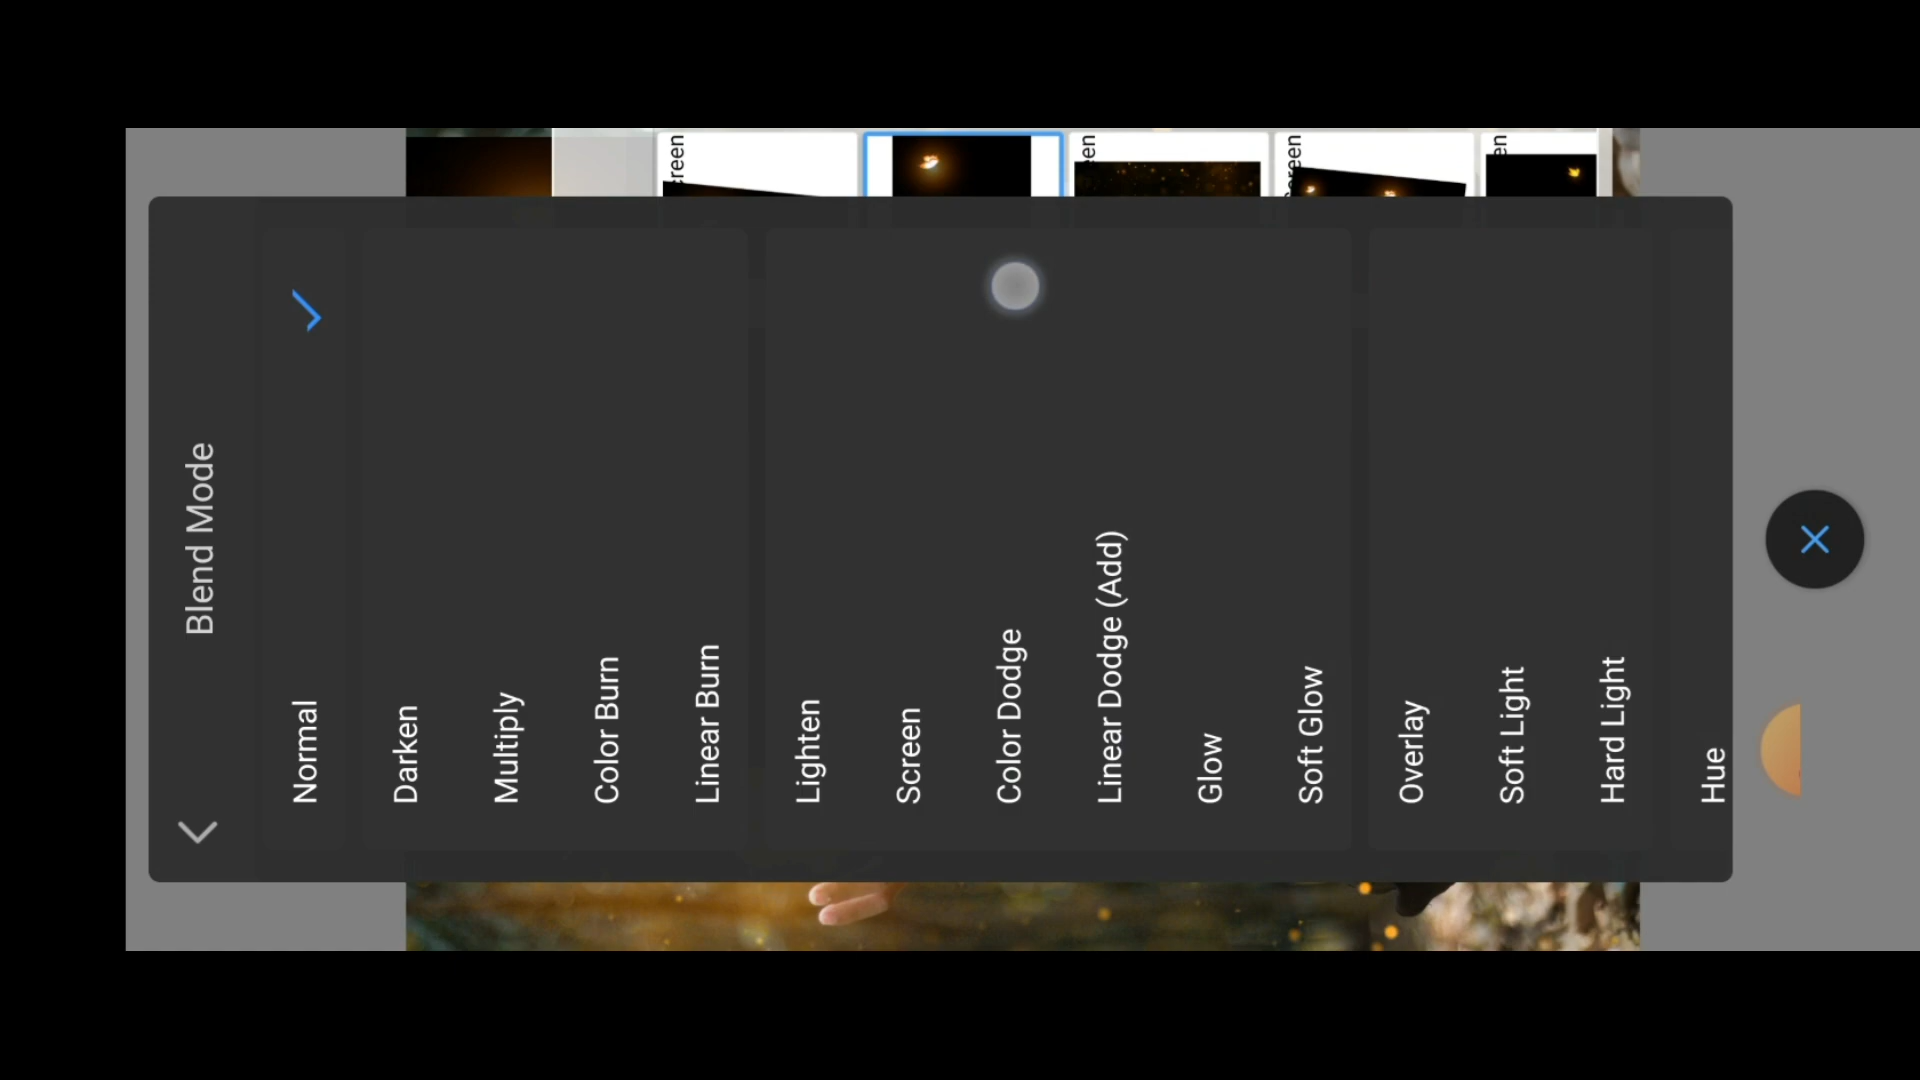 Blend Mode
Normal
Darken
Multiply
Color Burn
Linear Burn
Lighten
Screen
Color Dodge
Linear Dodge (Add)
Glow
Soft Glow
Overlay
Soft Light
Hard Light
Hue